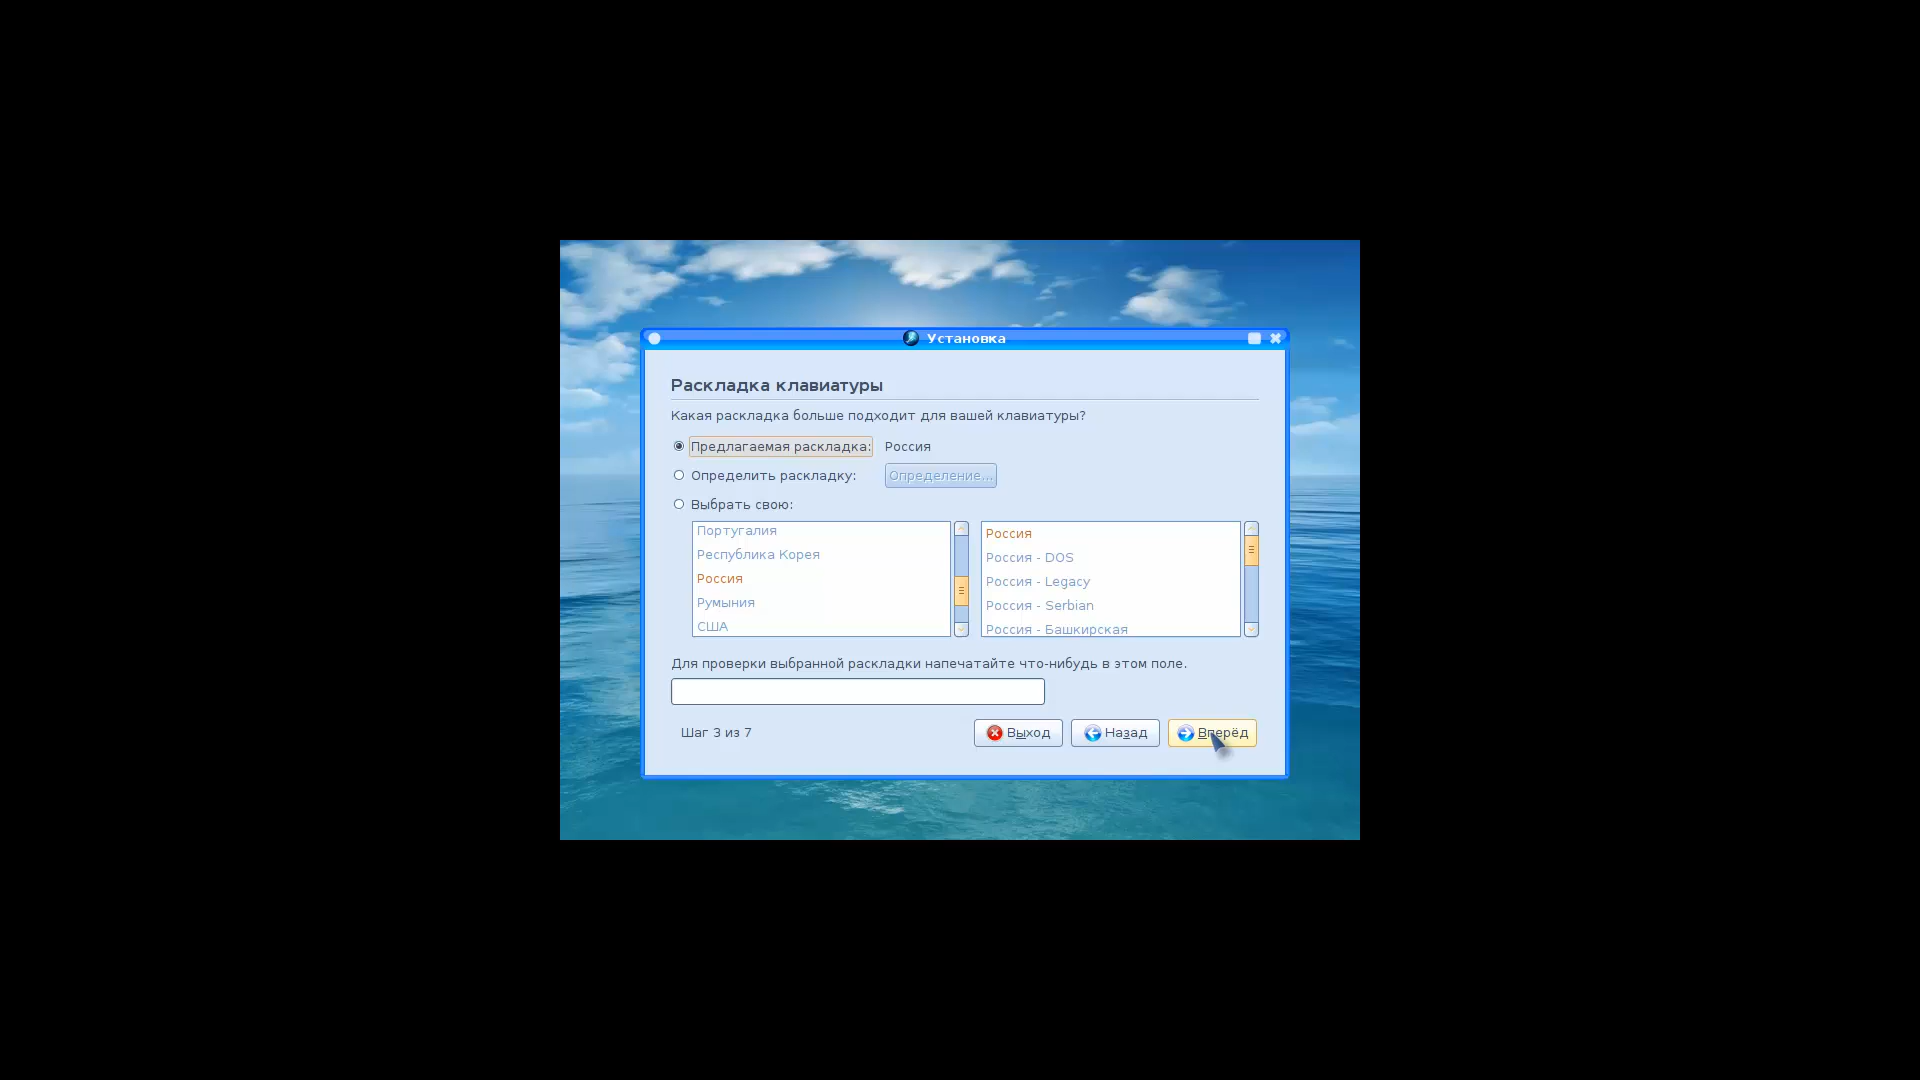 Установка
Раскладка клавиатуры
Какая раскладка больше подходит для вашей клавиатуры?
Предлагаемая раскладка: Россия
Определить раскладку: Определение...
Выбрать свою:
Португалия
Республика Корея
Россия
Румыния
США
Россия
Россия - DOS
Россия - Legacy
Россия - Serbian
Россия - Башкирская
Для проверки выбранной раскладки напечатайте что-нибудь в этом поле.
Шаг 3 из 7
Выход
Назад
Вперёд